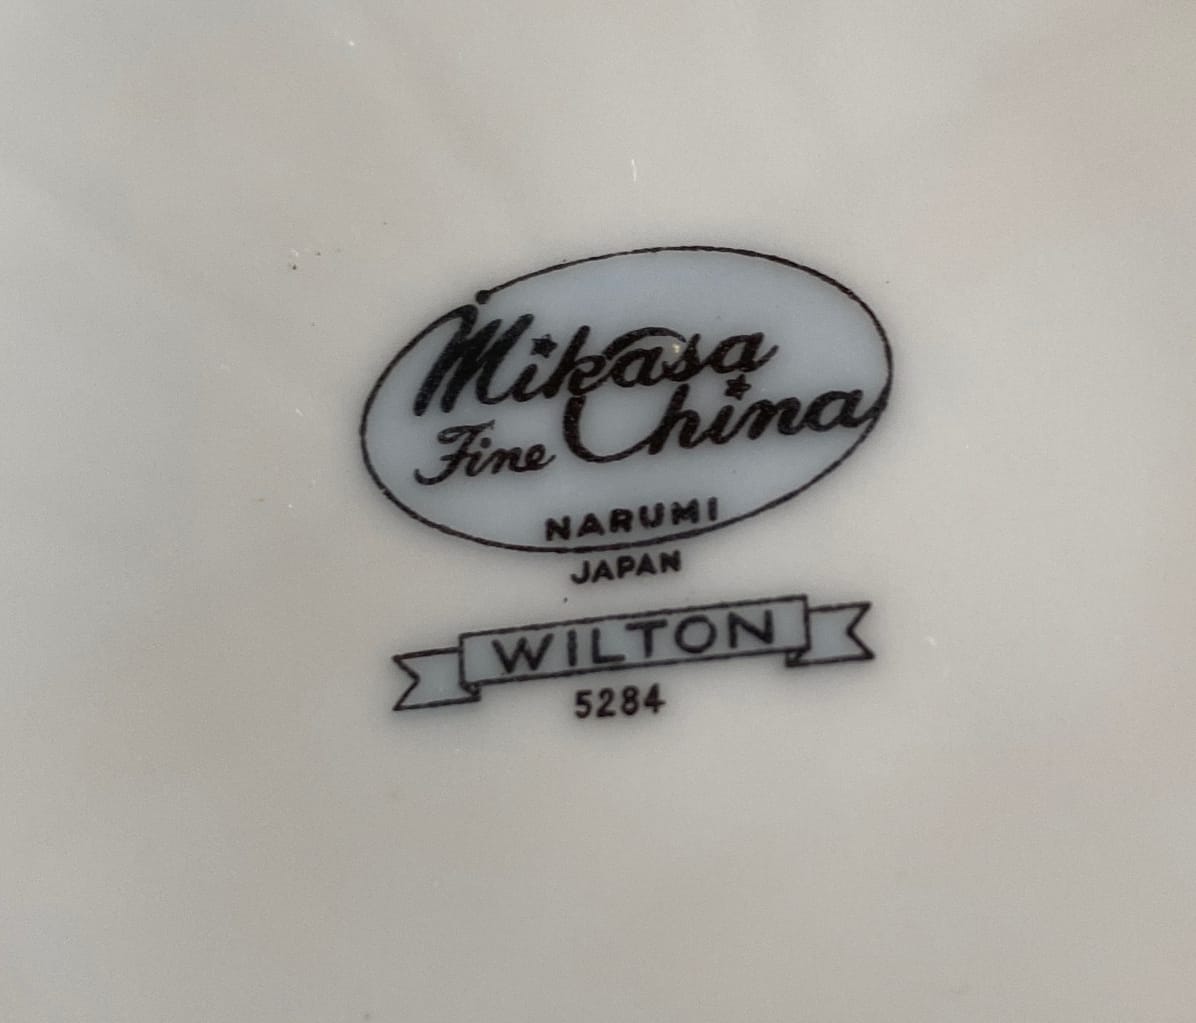 Mikasa
Fine China
NARUMI
JAPAN
WILTON
5284